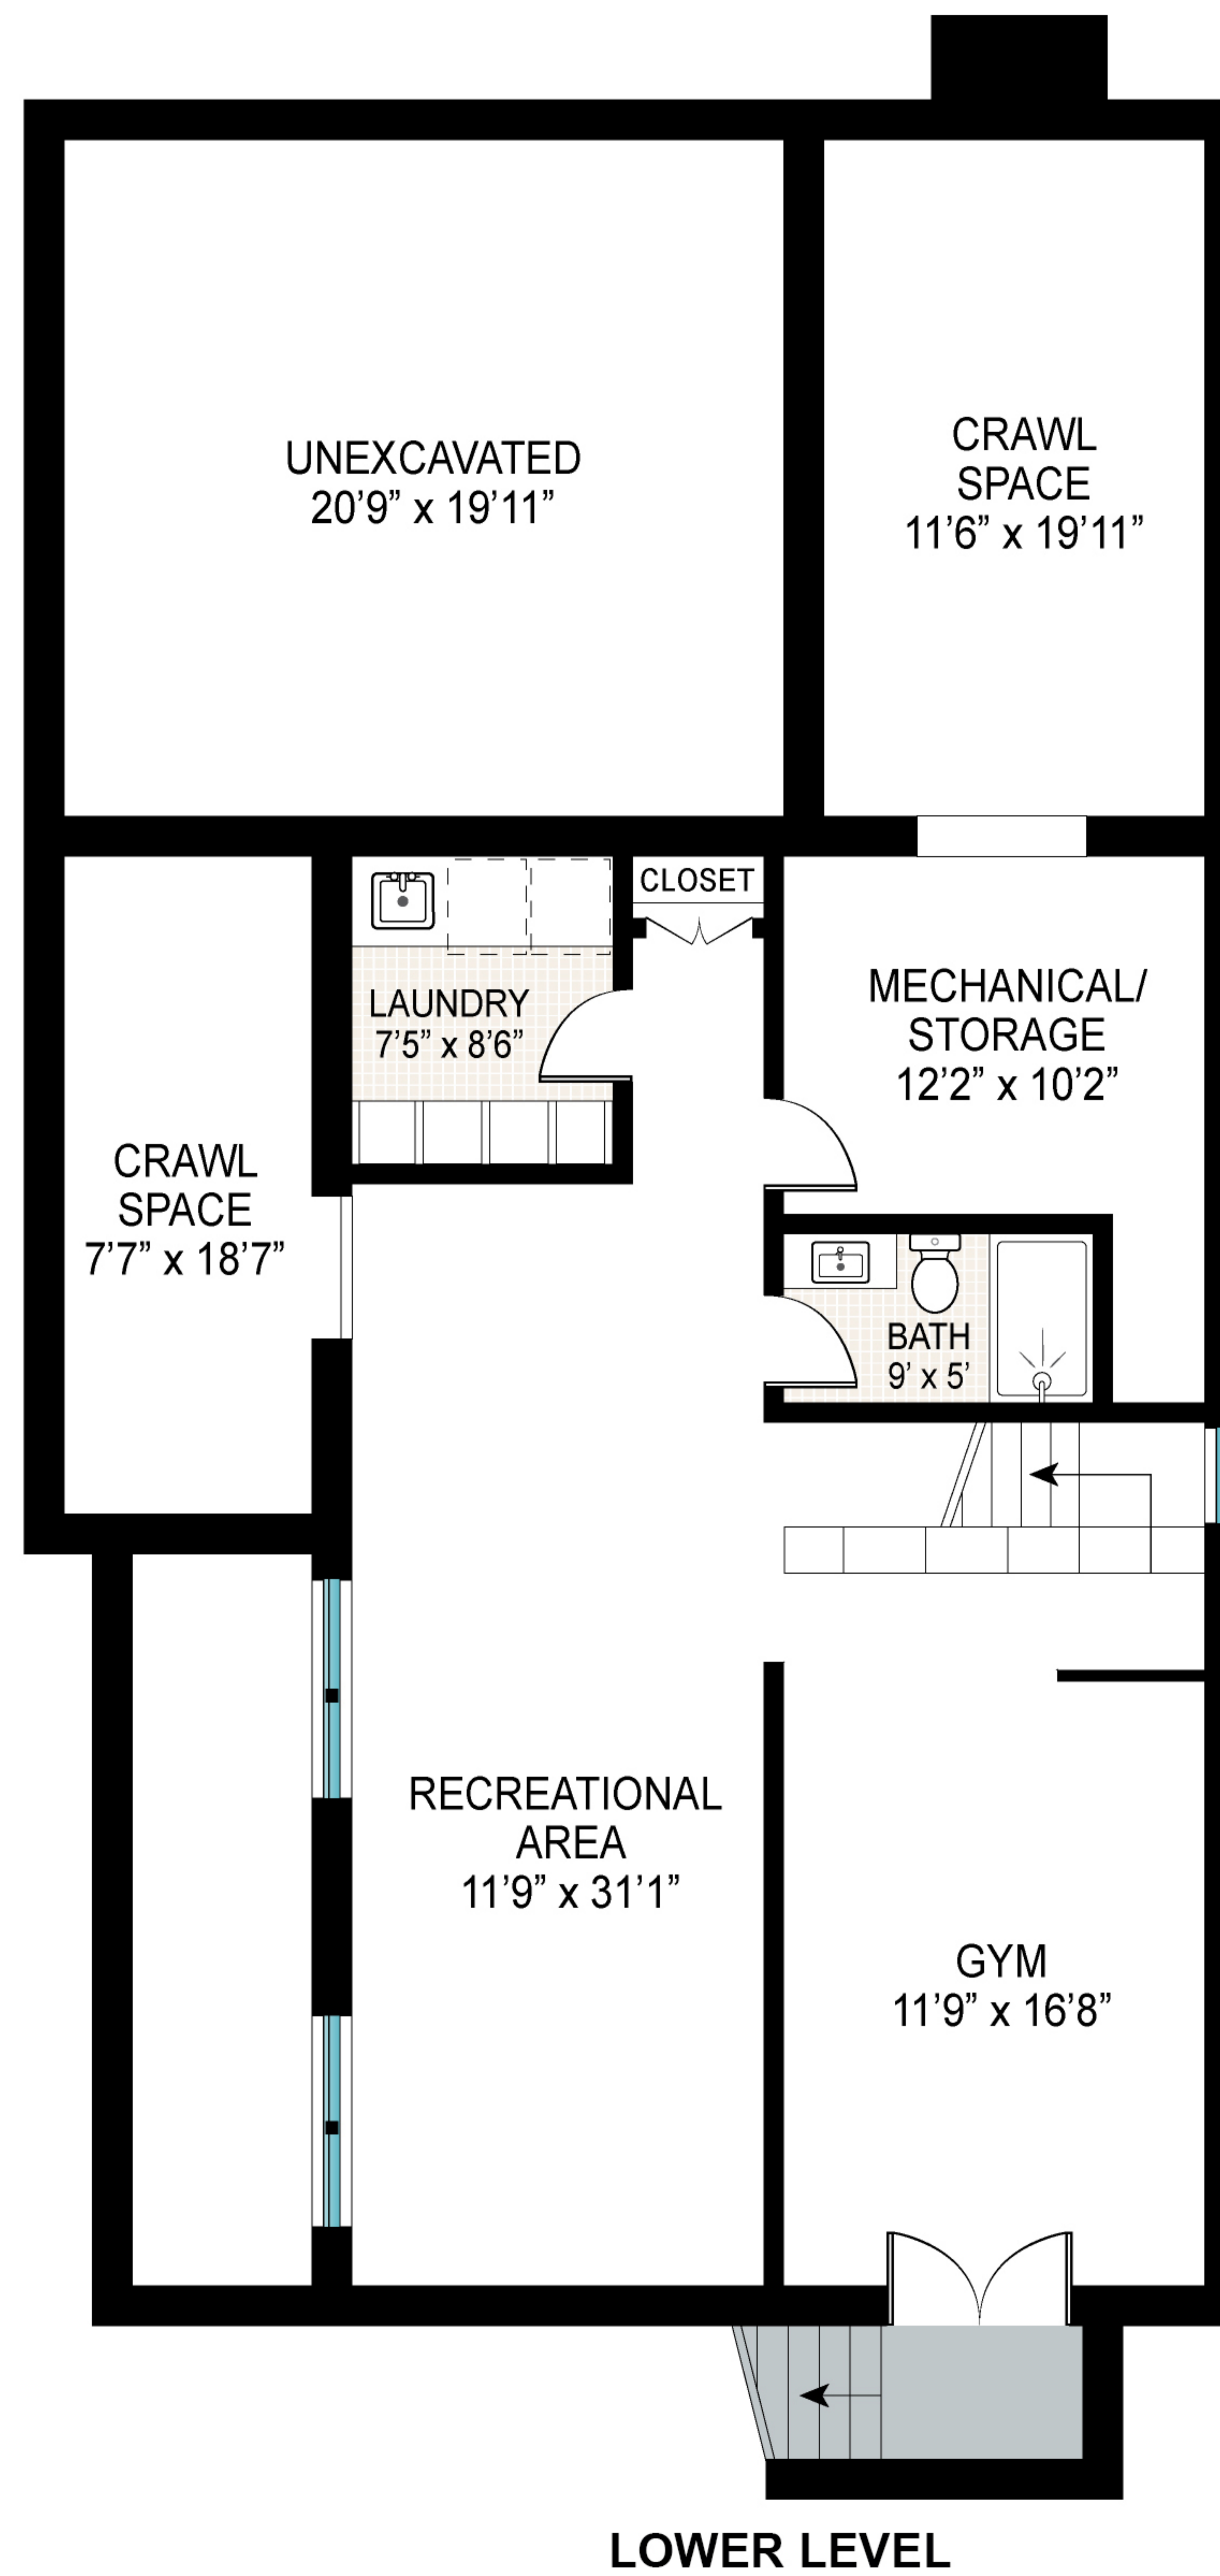 UNEXCAVATED
20’9” x 19’11”
CRAWL
SPACE
11’6” x 19’11”
CLOSET
LAUNDRY
7’5” x 8’6”
MECHANICAL/
STORAGE
12’2” x 10’2”
CRAWL
SPACE
7’7” x 18’7”
BATH
9’ x 5’
RECREATIONAL
AREA
11’9” x 31’1”
GYM
11’9” x 16’8”
LOWER LEVEL